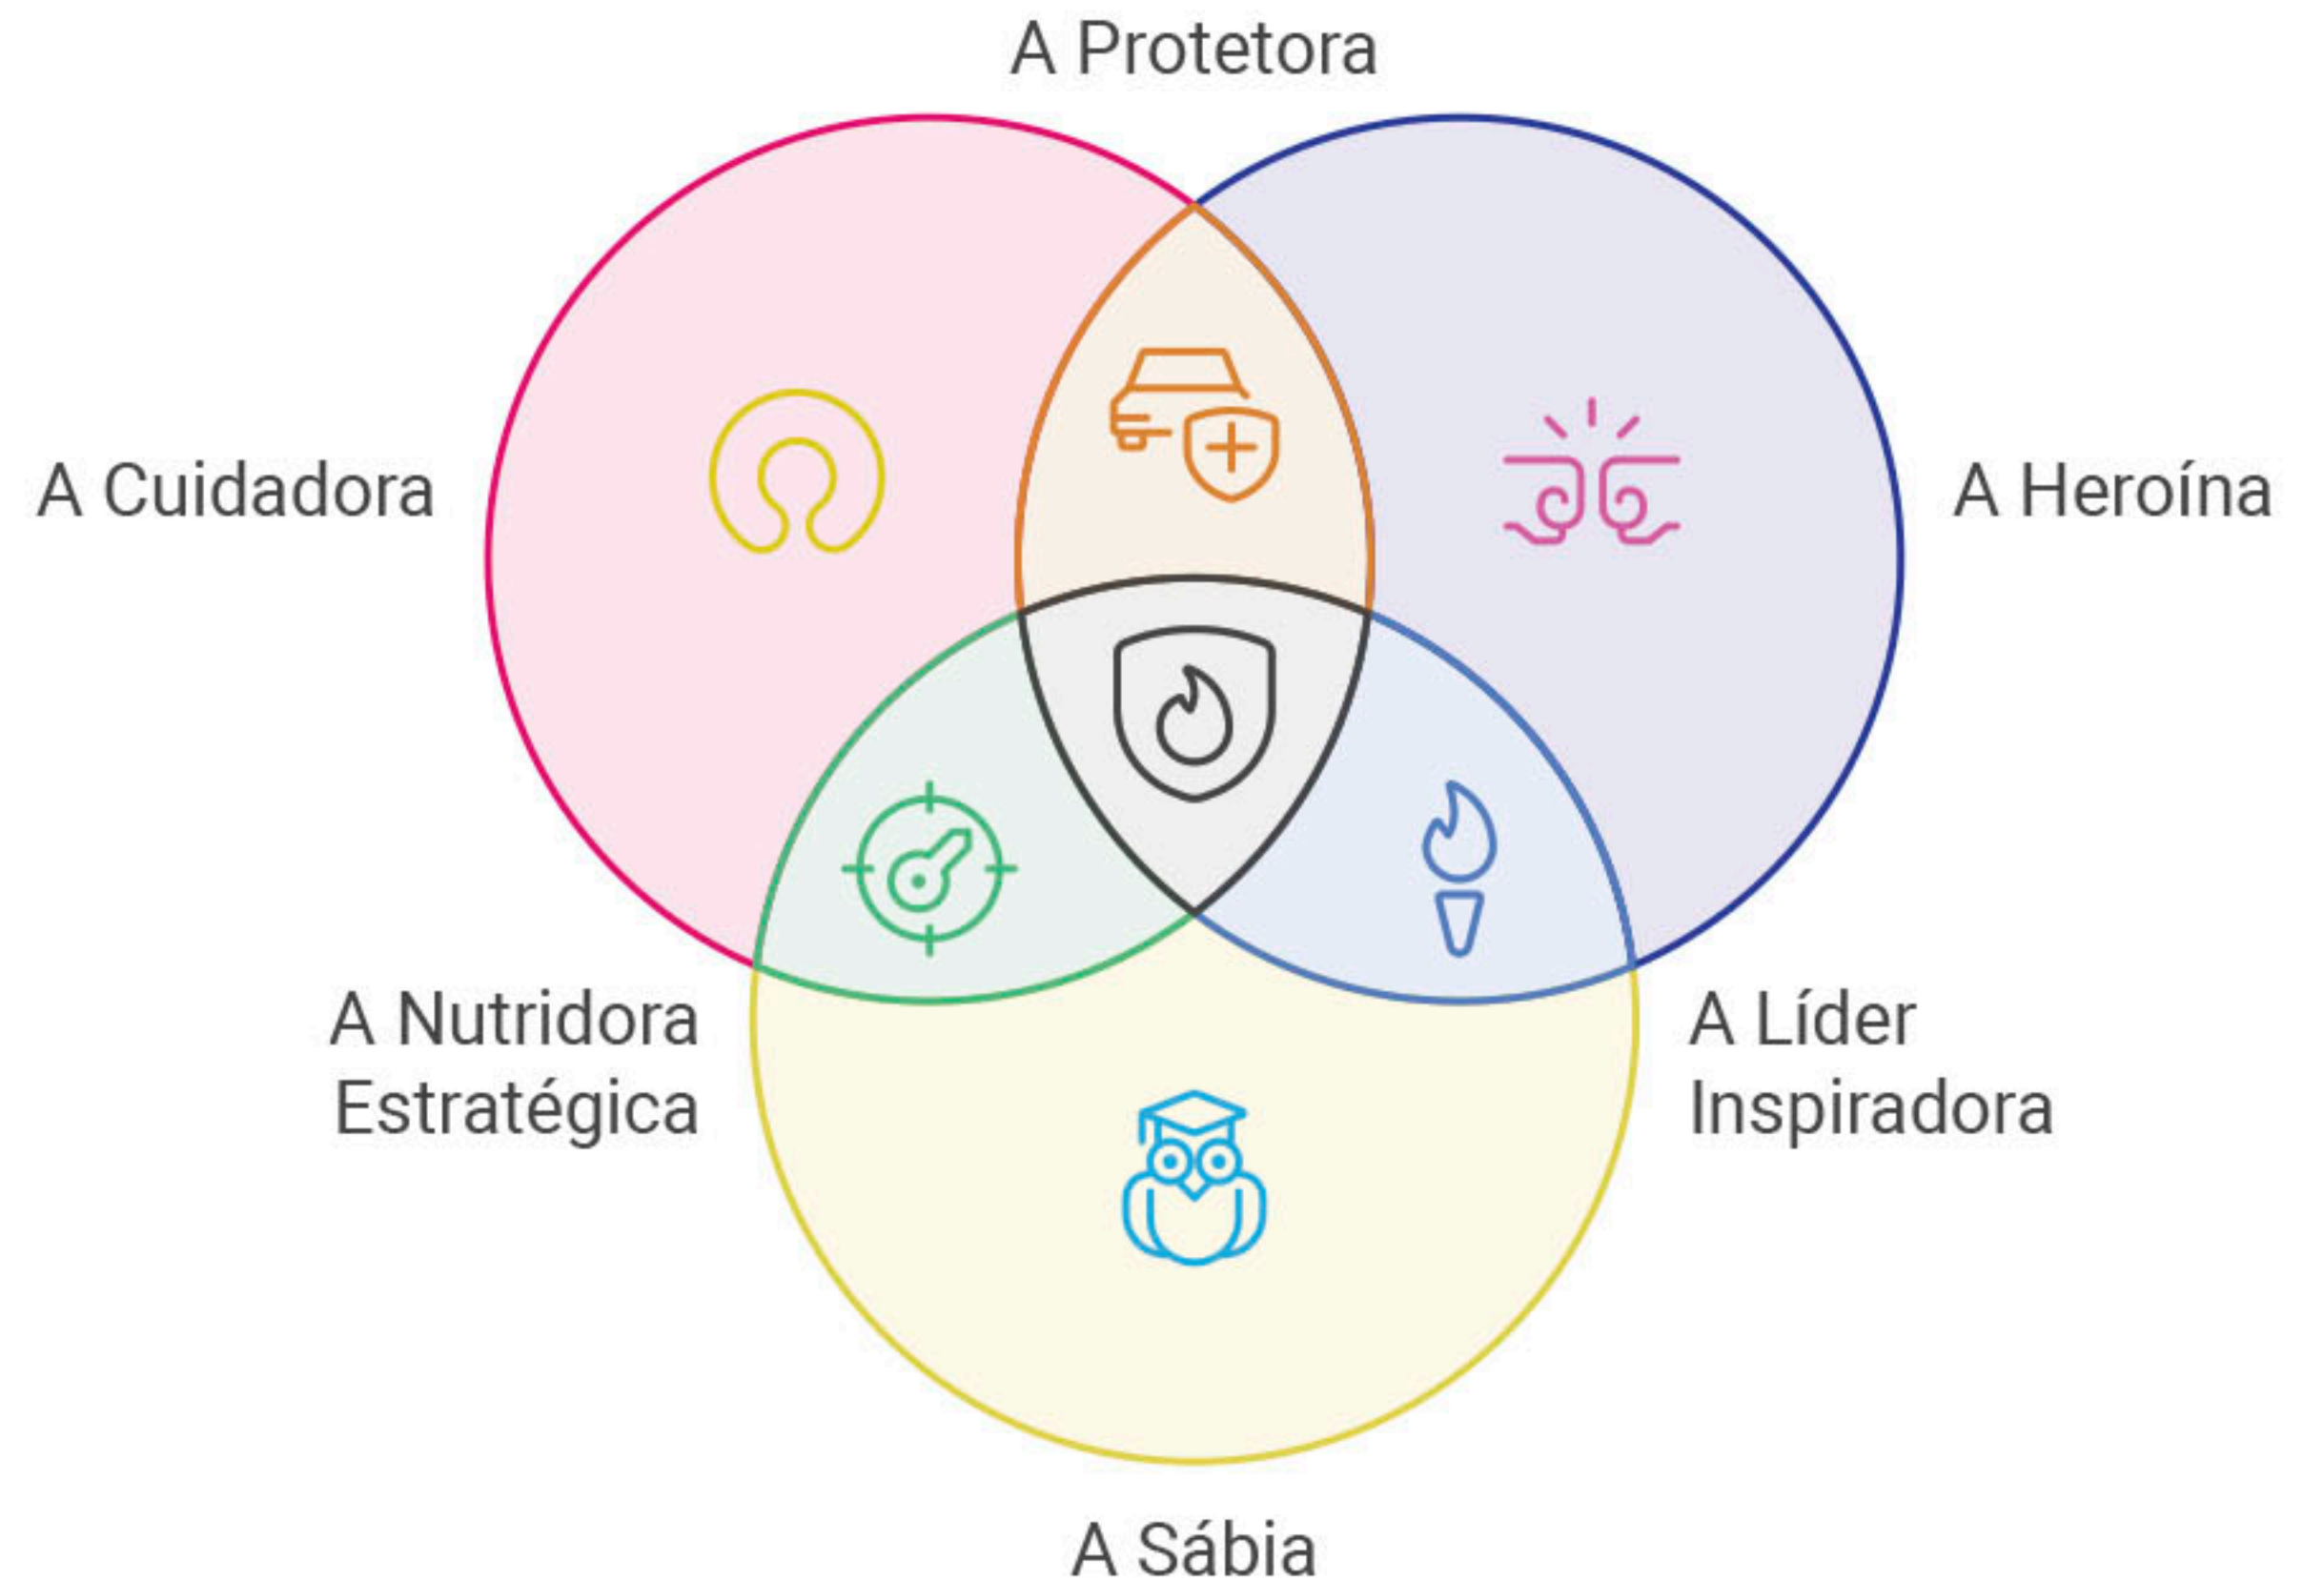 A Protetora
A Cuidadora
A Heroína
A Nutridora
Estratégica
A Líder
Inspiradora
A Sábia